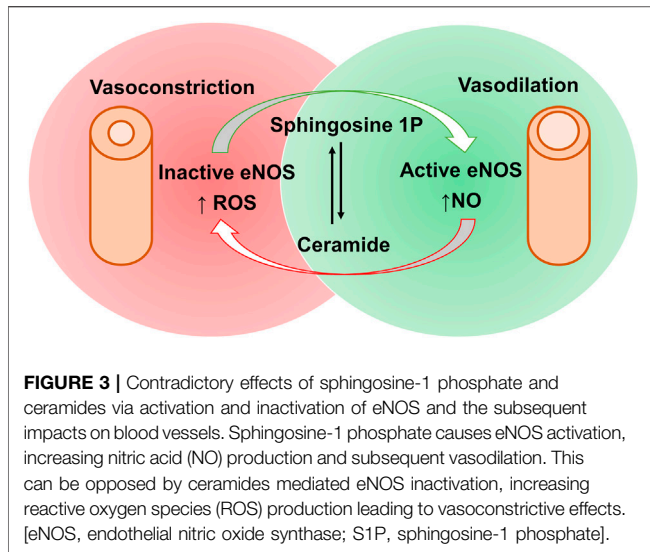 Vasoconstriction
Vasodilation
Sphingosine 1P
Inactive eNOS
↑ ROS
Active eNOS
↑NO
Ceramide
FIGURE 3 | Contradictory effects of sphingosine-1 phosphate and
ceramides via activation and inactivation of eNOS and the subsequent
impacts on blood vessels. Sphingosine-1 phosphate causes eNOS activation,
increasing nitric acid (NO) production and subsequent vasodilation. This
can be opposed by ceramides mediated eNOS inactivation, increasing
reactive oxygen species (ROS) production leading to vasoconstrictive effects.
[eNOS, endothelial nitric oxide synthase; S1P, sphingosine-1 phosphate].